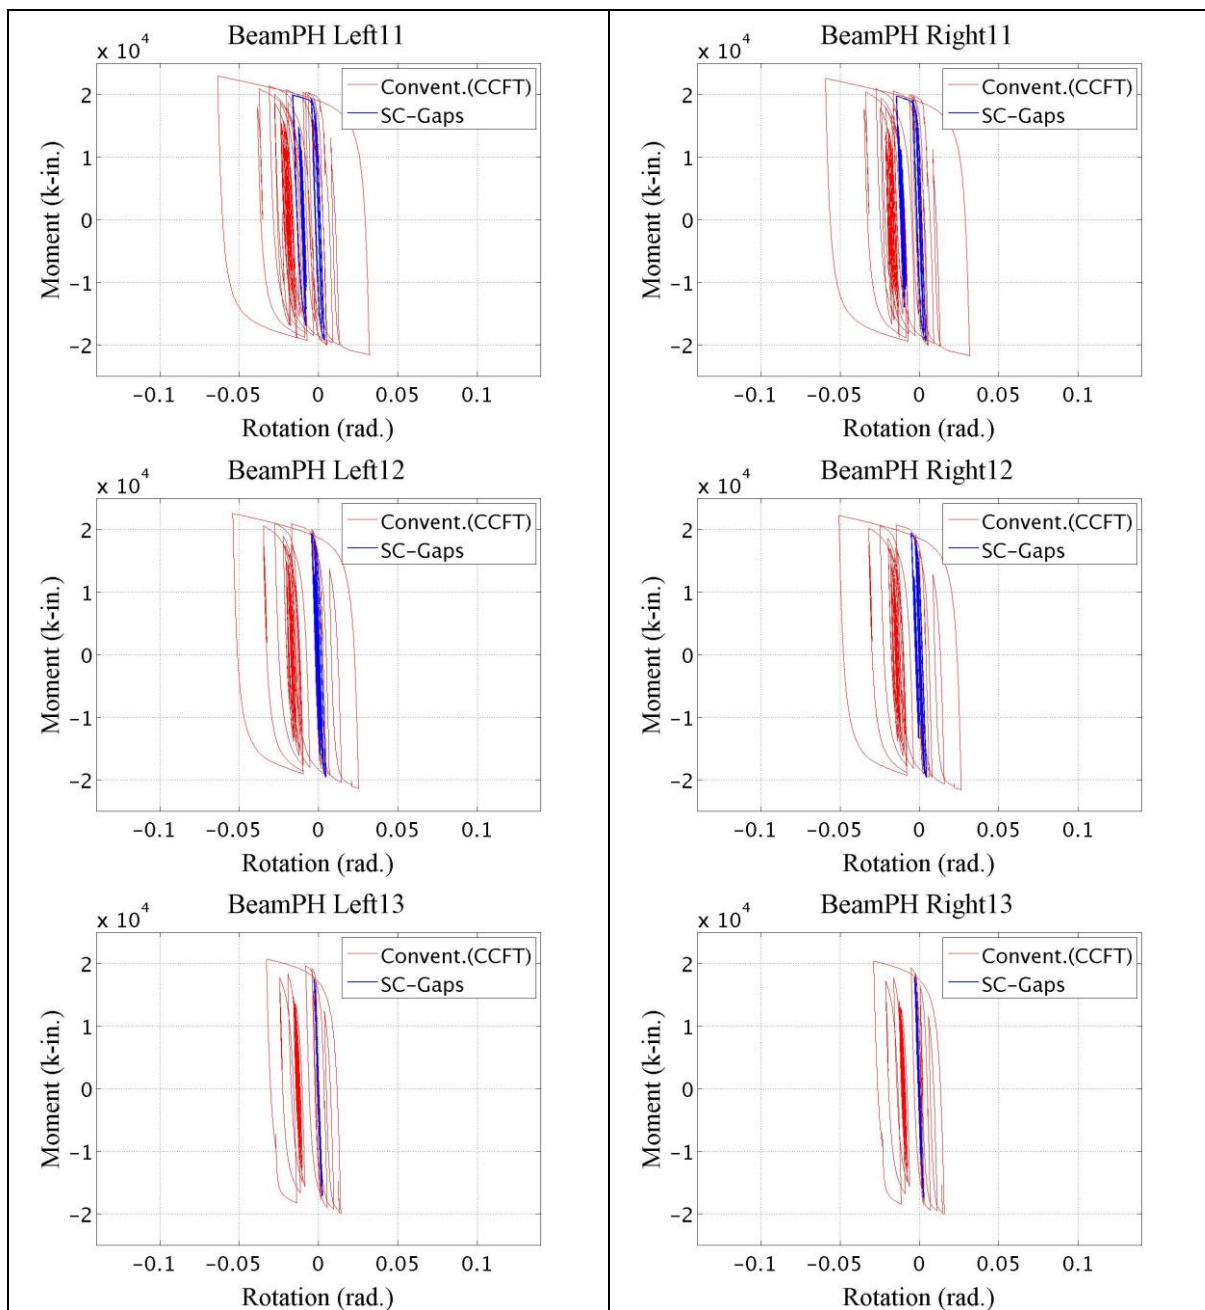 BeamPH Left11
x 10^4
Convent.(CCFT)
SC-Gaps
2
1
0
−1
−2
Moment (k-in.)
−0.1 −0.05 0 0.05 0.1
Rotation (rad.)
BeamPH Right11
x 10^4
Convent.(CCFT)
SC-Gaps
2
1
0
−1
−2
Moment (k-in.)
−0.1 −0.05 0 0.05 0.1
Rotation (rad.)
BeamPH Left12
x 10^4
Convent.(CCFT)
SC-Gaps
2
1
0
−1
−2
Moment (k-in.)
−0.1 −0.05 0 0.05 0.1
Rotation (rad.)
BeamPH Right12
x 10^4
Convent.(CCFT)
SC-Gaps
2
1
0
−1
−2
Moment (k-in.)
−0.1 −0.05 0 0.05 0.1
Rotation (rad.)
BeamPH Left13
x 10^4
Convent.(CCFT)
SC-Gaps
2
1
0
−1
−2
Moment (k-in.)
−0.1 −0.05 0 0.05 0.1
Rotation (rad.)
BeamPH Right13
x 10^4
Convent.(CCFT)
SC-Gaps
2
1
0
−1
−2
Moment (k-in.)
−0.1 −0.05 0 0.05 0.1
Rotation (rad.)